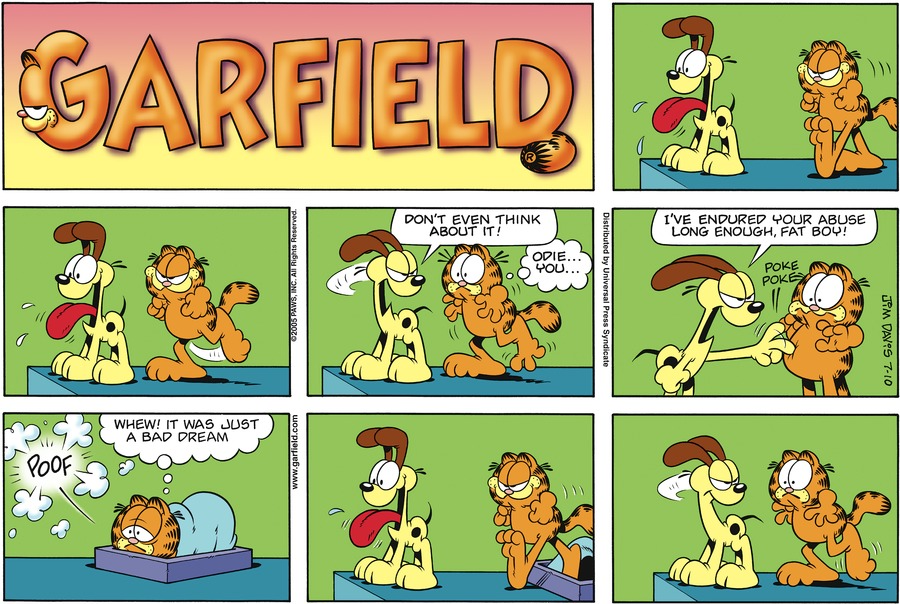 GARFIELD
©2005 PAWS, INC. All Rights Reserved.
DON'T EVEN THINK
ABOUT IT!
ODIE...
YOU...
Distributed by Universal Press Syndicate
I'VE ENDURED YOUR ABUSE
LONG ENOUGH, FAT BOY!
POKE
POKE
JIM DAVIS 7-10
POOF
WHEW! IT WAS JUST
A BAD DREAM
www.garfield.com